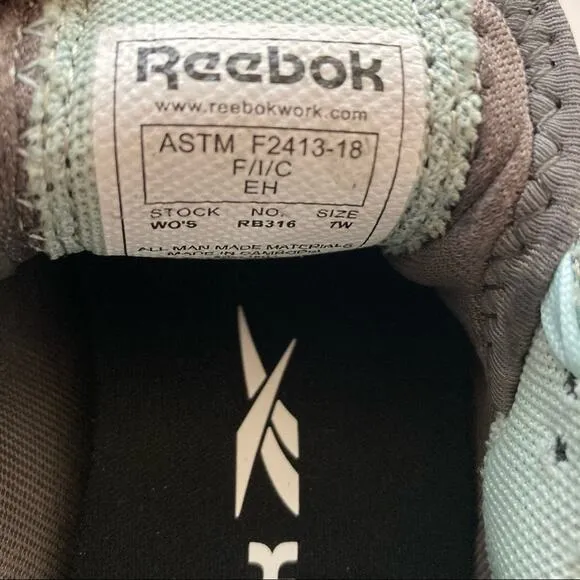 Reebok
www.reebokwork.com
ASTM F2413-18
F/I/C
EH
STOCK NO. SIZE
WO'S RB316 7W
ALL MAN MADE MATERIALS
MADE IN CAMBODIA